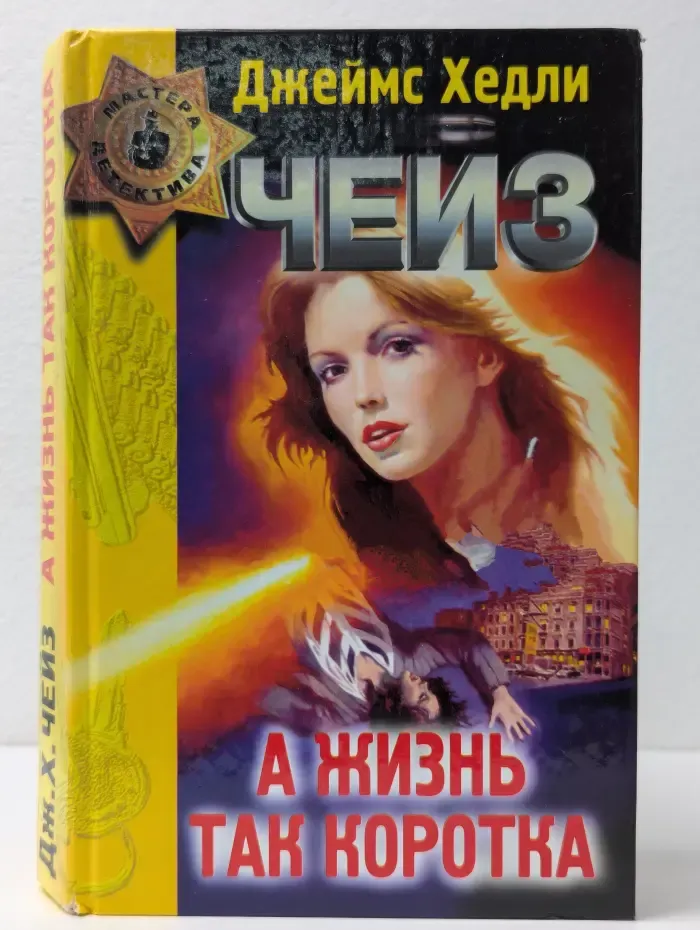 Джеймс Хедли
ЧЕЙЗ
МАСТЕРА
ДЕТЕКТИВА
А ЖИЗНЬ
ТАК КОРОТКА
Дж. Х. ЧЕЙЗ А ЖИЗНЬ ТАК КОРОТКА